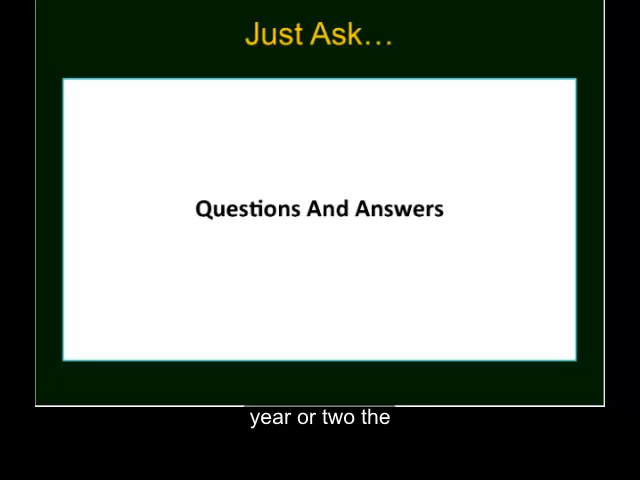 Just Ask…
Questions And Answers
year or two the